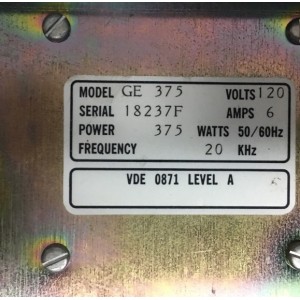 MODEL GE 375 VOLTS 120
SERIAL 18237F AMPS 6
POWER 375 WATTS 50/60Hz
FREQUENCY 20 KHz
VDE 0871 LEVEL A